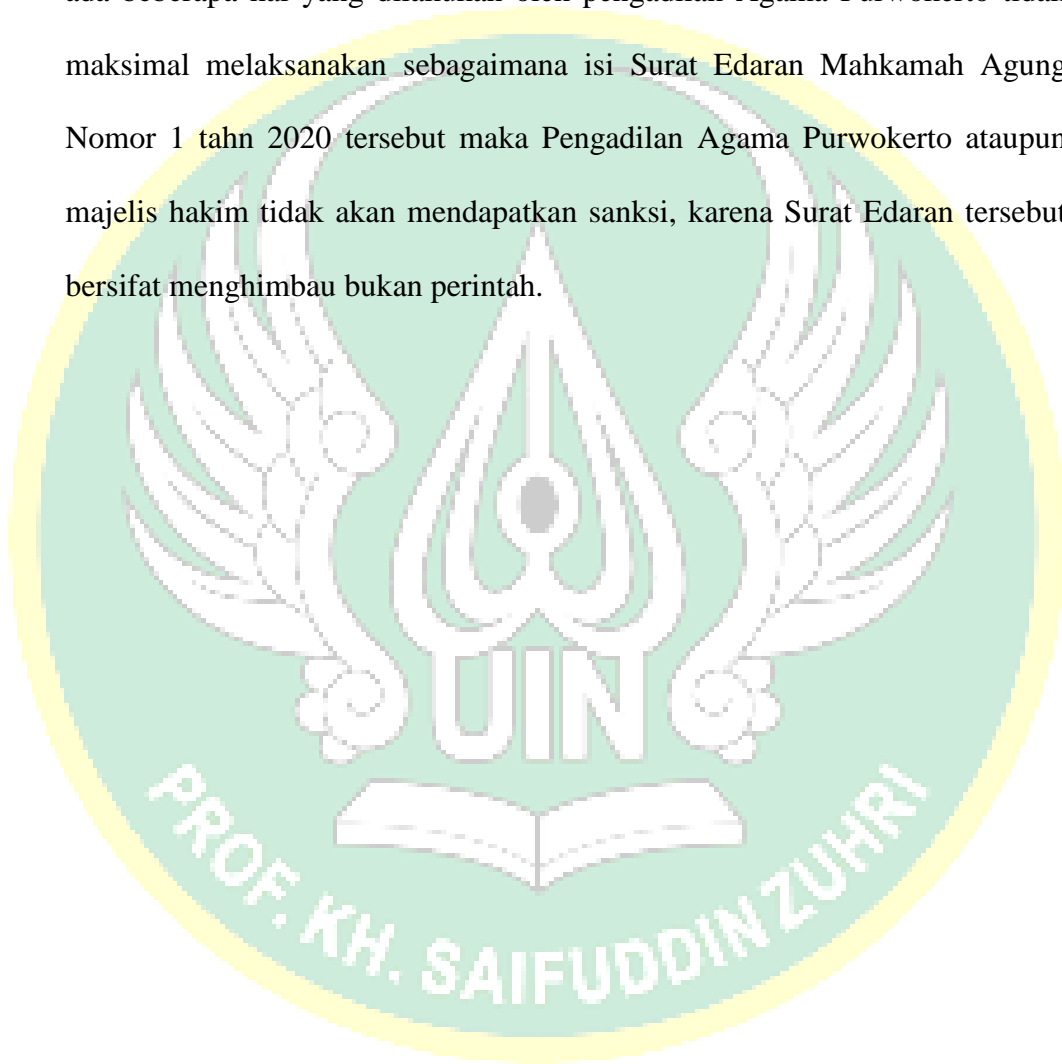 maksimal melaksanakan sebagaimana isi Surat Edaran Mahkamah Agung
Nomor 1 tahn 2020 tersebut maka Pengadilan Agama Purwokerto ataupun
majelis hakim tidak akan mendapatkan sanksi, karena Surat Edaran tersebut
bersifat menghimbau bukan perintah.
UIN
PROF. KH. SAIFUDDIN ZUHRI